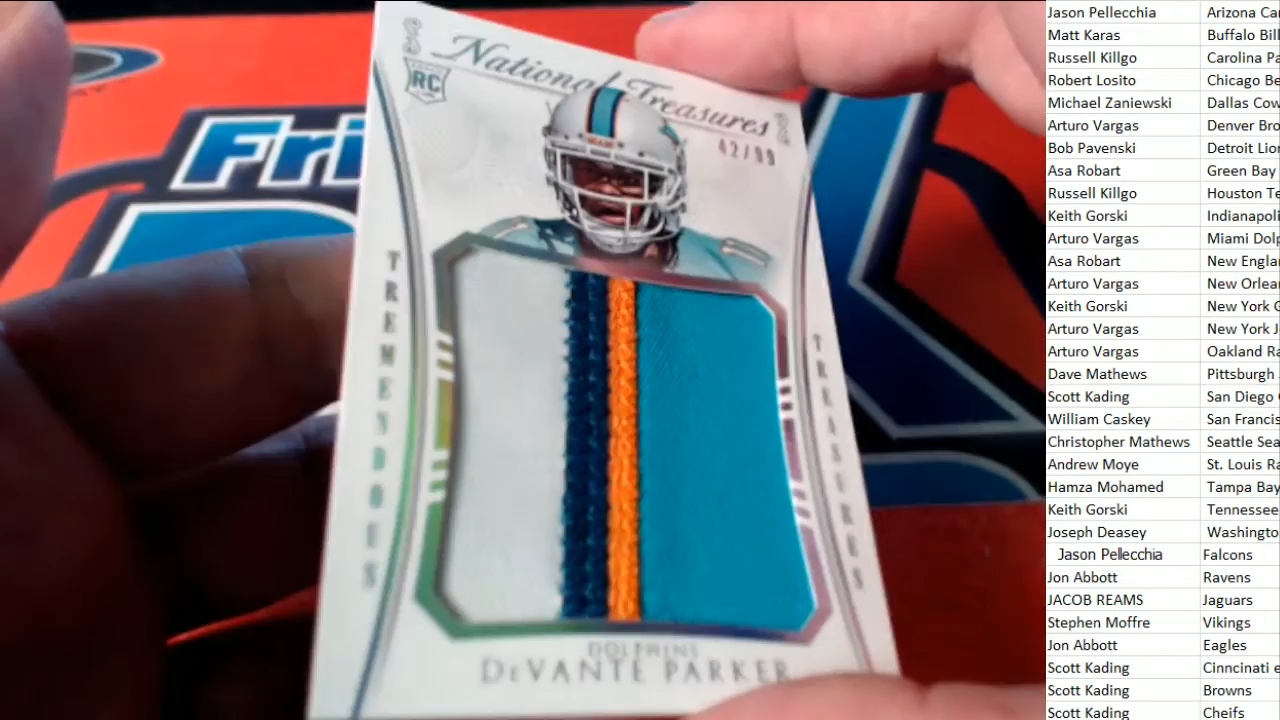 National Treasures
RC
42/99
TREMENDOUS
TREASURES
DOLPHINS
DEVANTE PARKER
Fri
Jason Pellecchia Arizona Ca
Matt Karas Buffalo Bil
Russell Killgo Carolina Pa
Robert Losito Chicago Be
Michael Zaniewski Dallas Cow
Arturo Vargas Denver Bro
Bob Pavenski Detroit Lion
Asa Robart Green Bay
Russell Killgo Houston Te
Keith Gorski Indianapol
Arturo Vargas Miami Dolp
Asa Robart New Englan
Arturo Vargas New Orlean
Keith Gorski New York G
Arturo Vargas New York J
Arturo Vargas Oakland Ra
Dave Mathews Pittsburgh
Scott Kading San Diego
William Caskey San Francis
Christopher Mathews Seattle Sea
Andrew Moye St. Louis Ra
Hamza Mohamed Tampa Bay
Keith Gorski Tennessee
Joseph Deasey Washingto
Jason Pellecchia Falcons
Jon Abbott Ravens
JACOB REAMS Jaguars
Stephen Moffre Vikings
Jon Abbott Eagles
Scott Kading Cinncinati e
Scott Kading Browns
Scott Kading Cheifs